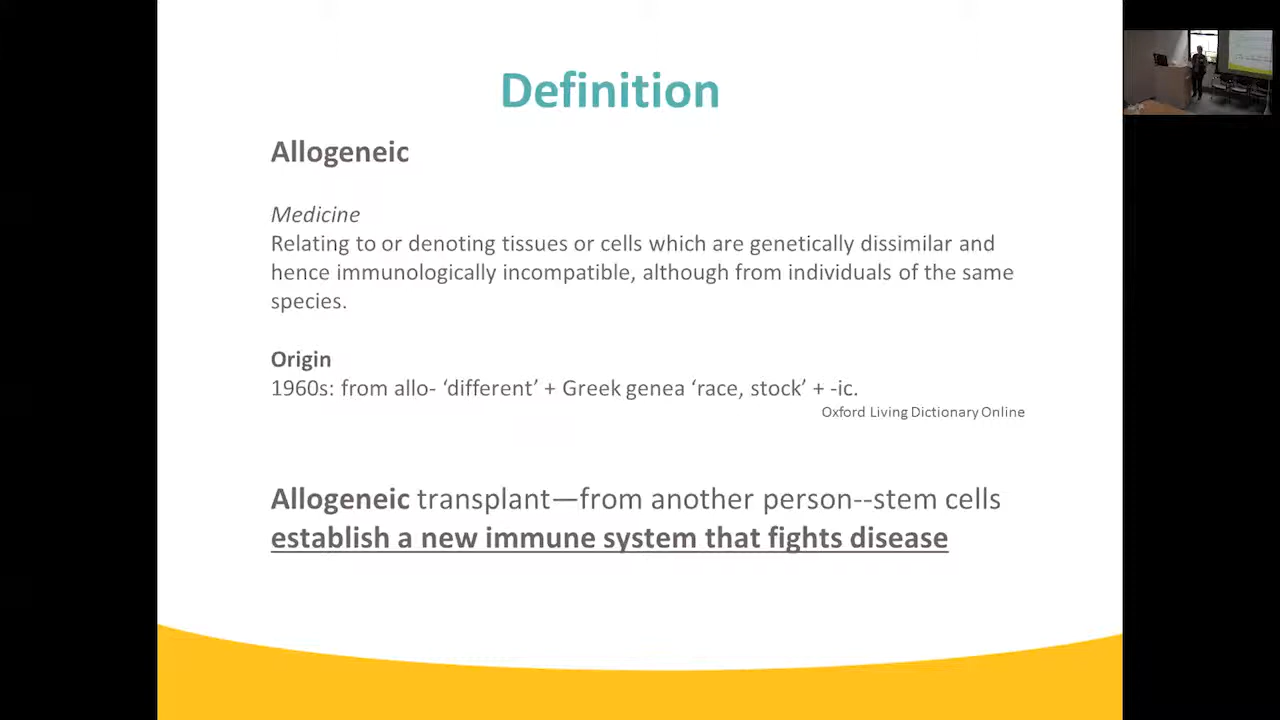 Definition
Allogeneic
Medicine
Relating to or denoting tissues or cells which are genetically dissimilar and
hence immunologically incompatible, although from individuals of the same
species.
Origin
1960s: from allo- ‘different’ + Greek genea ‘race, stock’ + -ic.
Oxford Living Dictionary Online
Allogeneic transplant—from another person--stem cells
establish a new immune system that fights disease